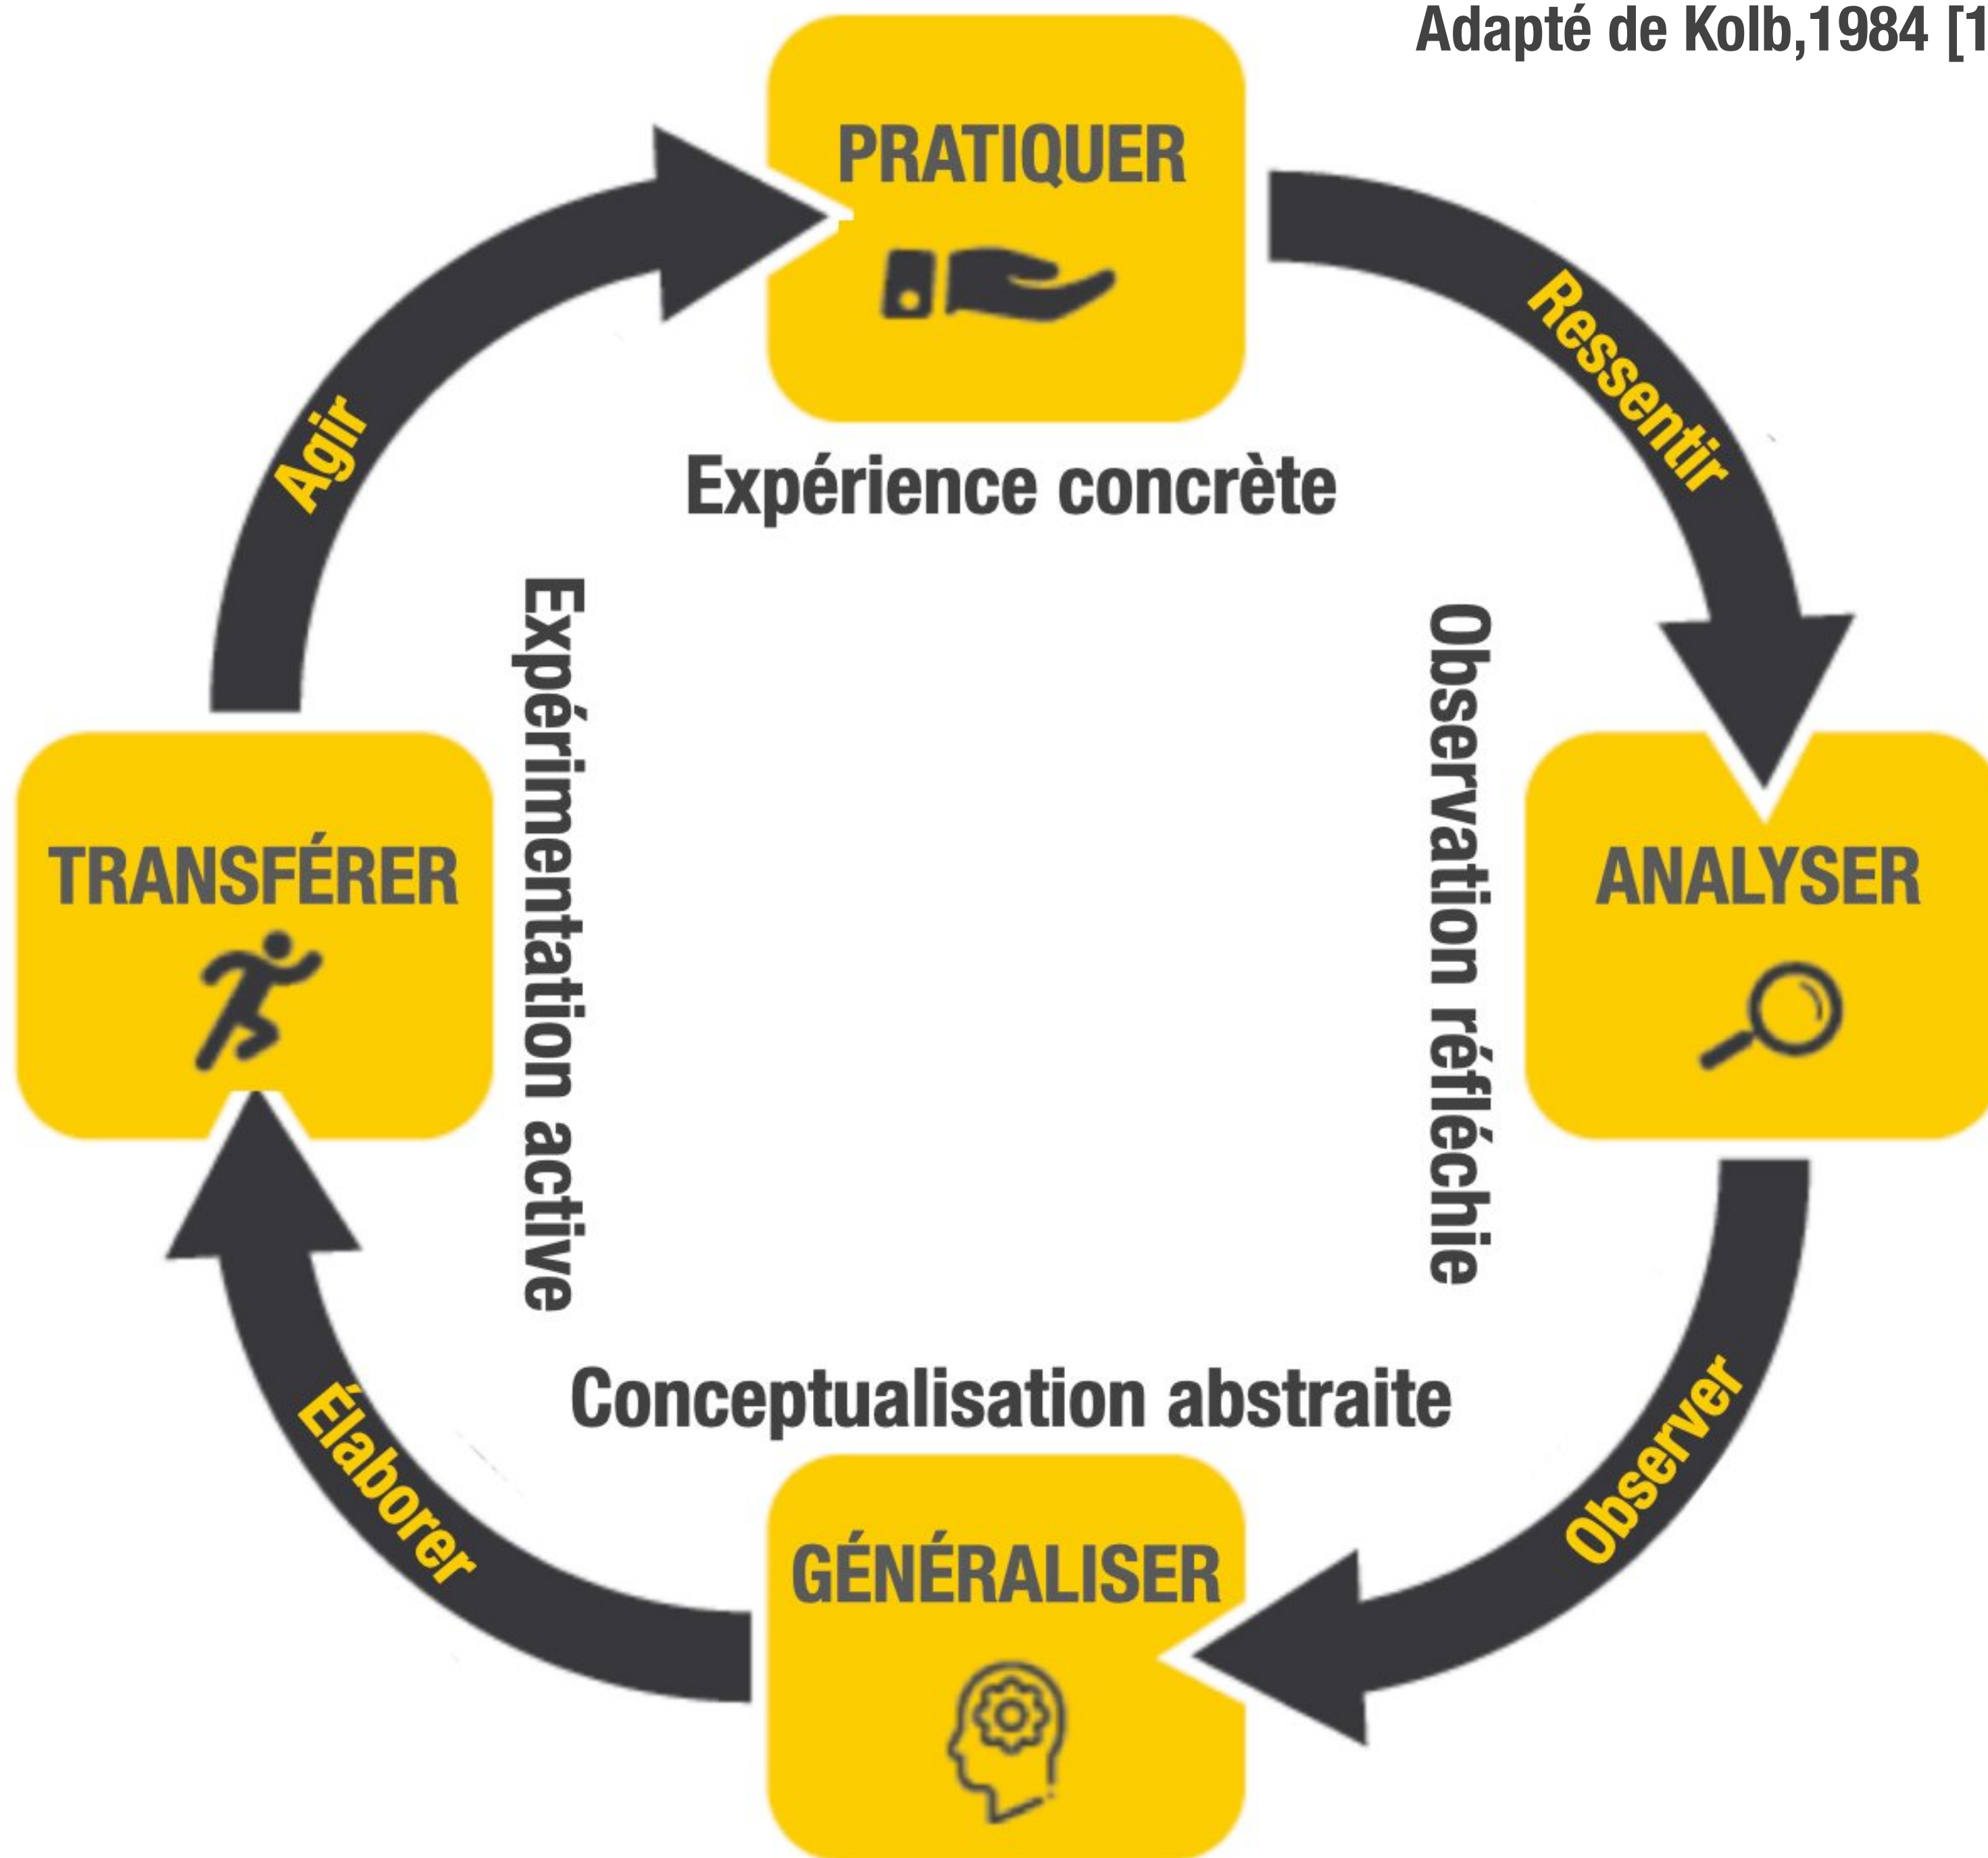 Adapté de Kolb,1984 [1
PRATIQUER
Ressentir
Agir
Expérience concrète
Expérimentation active
Observation réfléchie
TRANSFÉRER
ANALYSER
Conceptualisation abstraite
Élaborer
Observer
GÉNÉRALISER